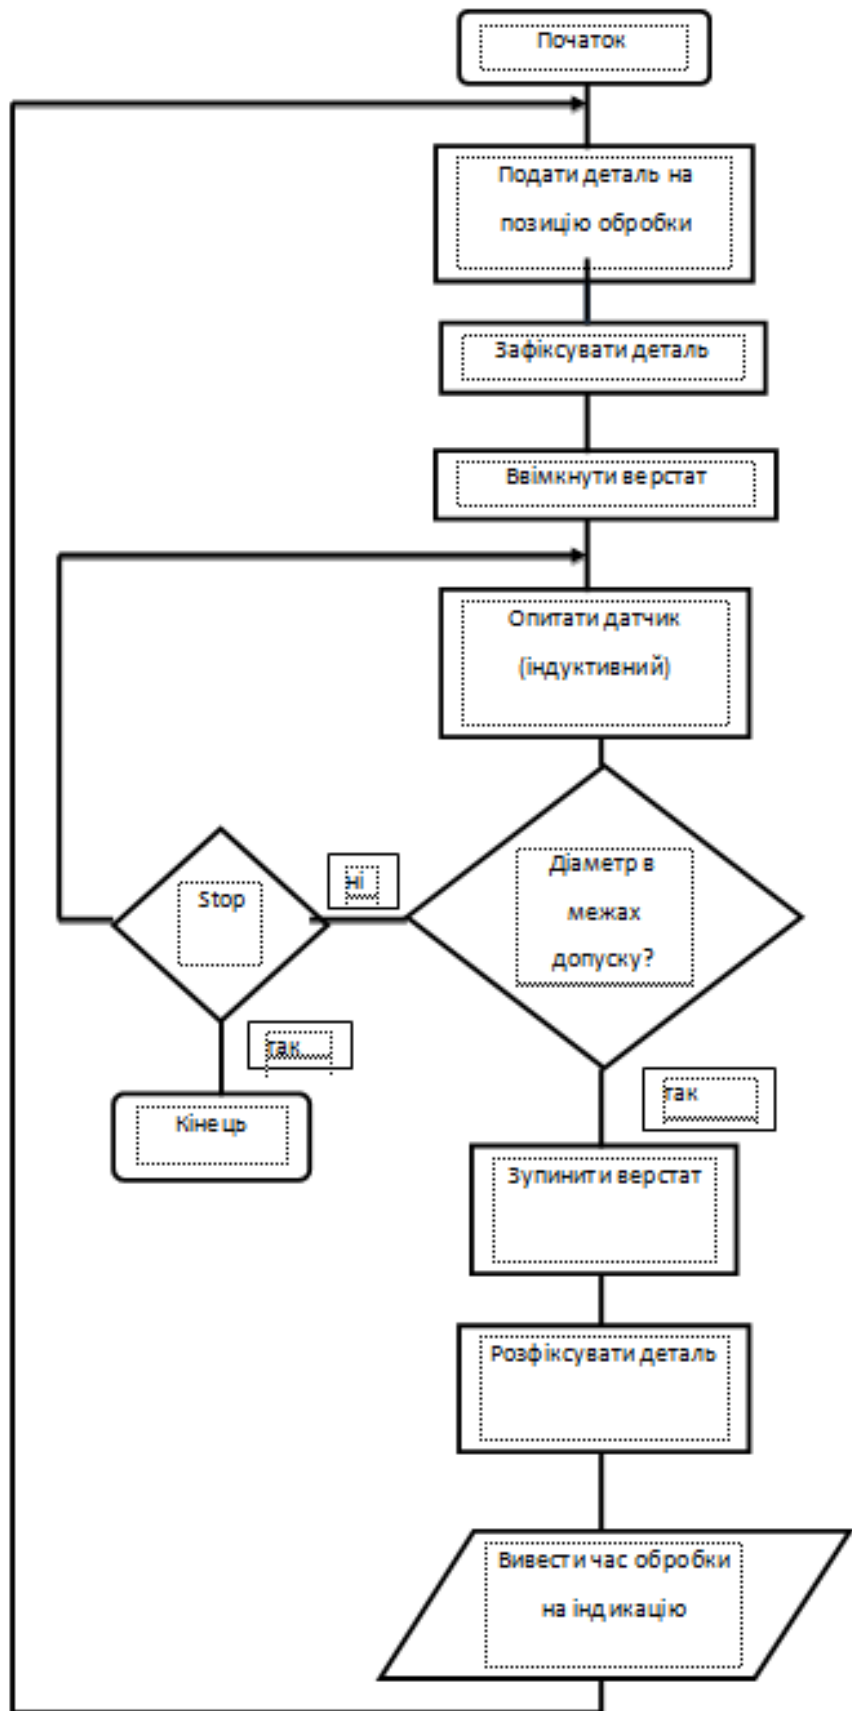 Початок
Подати деталь на
позицію обробки
Зафіксувати деталь
Ввімкнути верстат
Опитати датчик
(індуктивний)
Діаметр в
межах
допуску?
ні
Stop
так
Кінець
так
Зупинити верстат
Розфіксувати деталь
Вивести час обробки
на індикацію